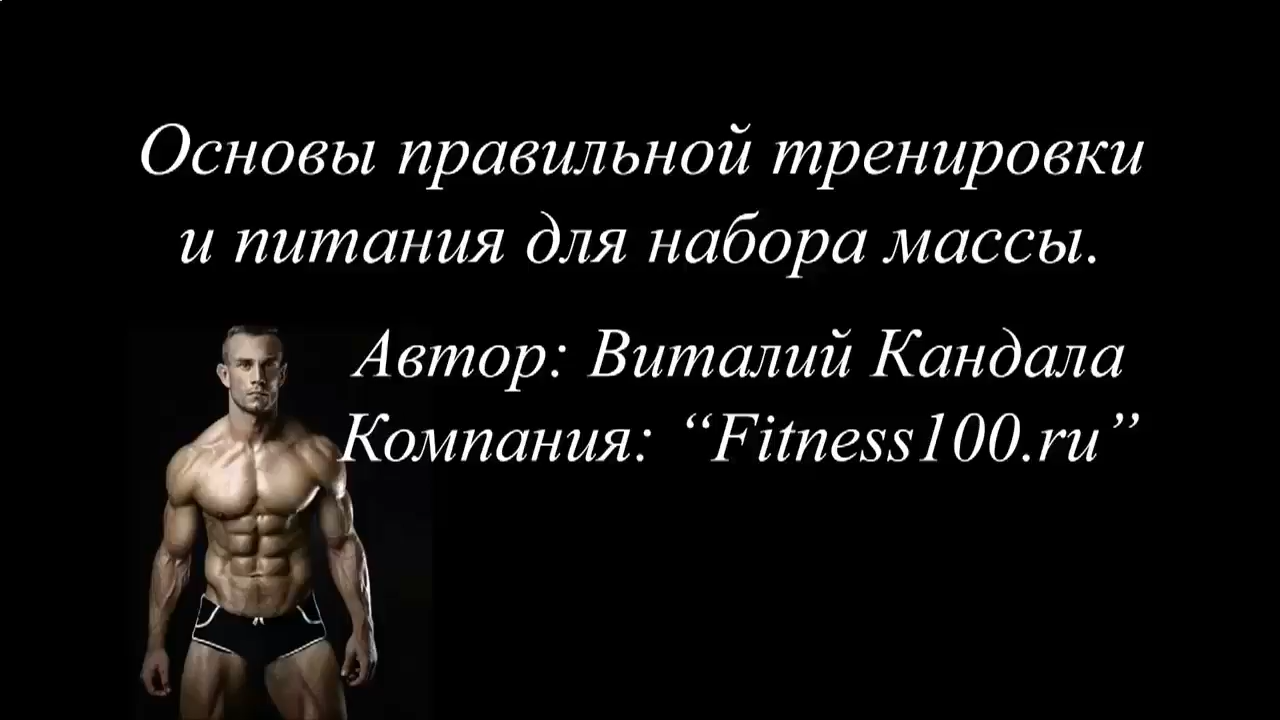 Основы правильной тренировки
и питания для набора массы.
Автор: Виталий Кандала
Компания: “Fitness100.ru”